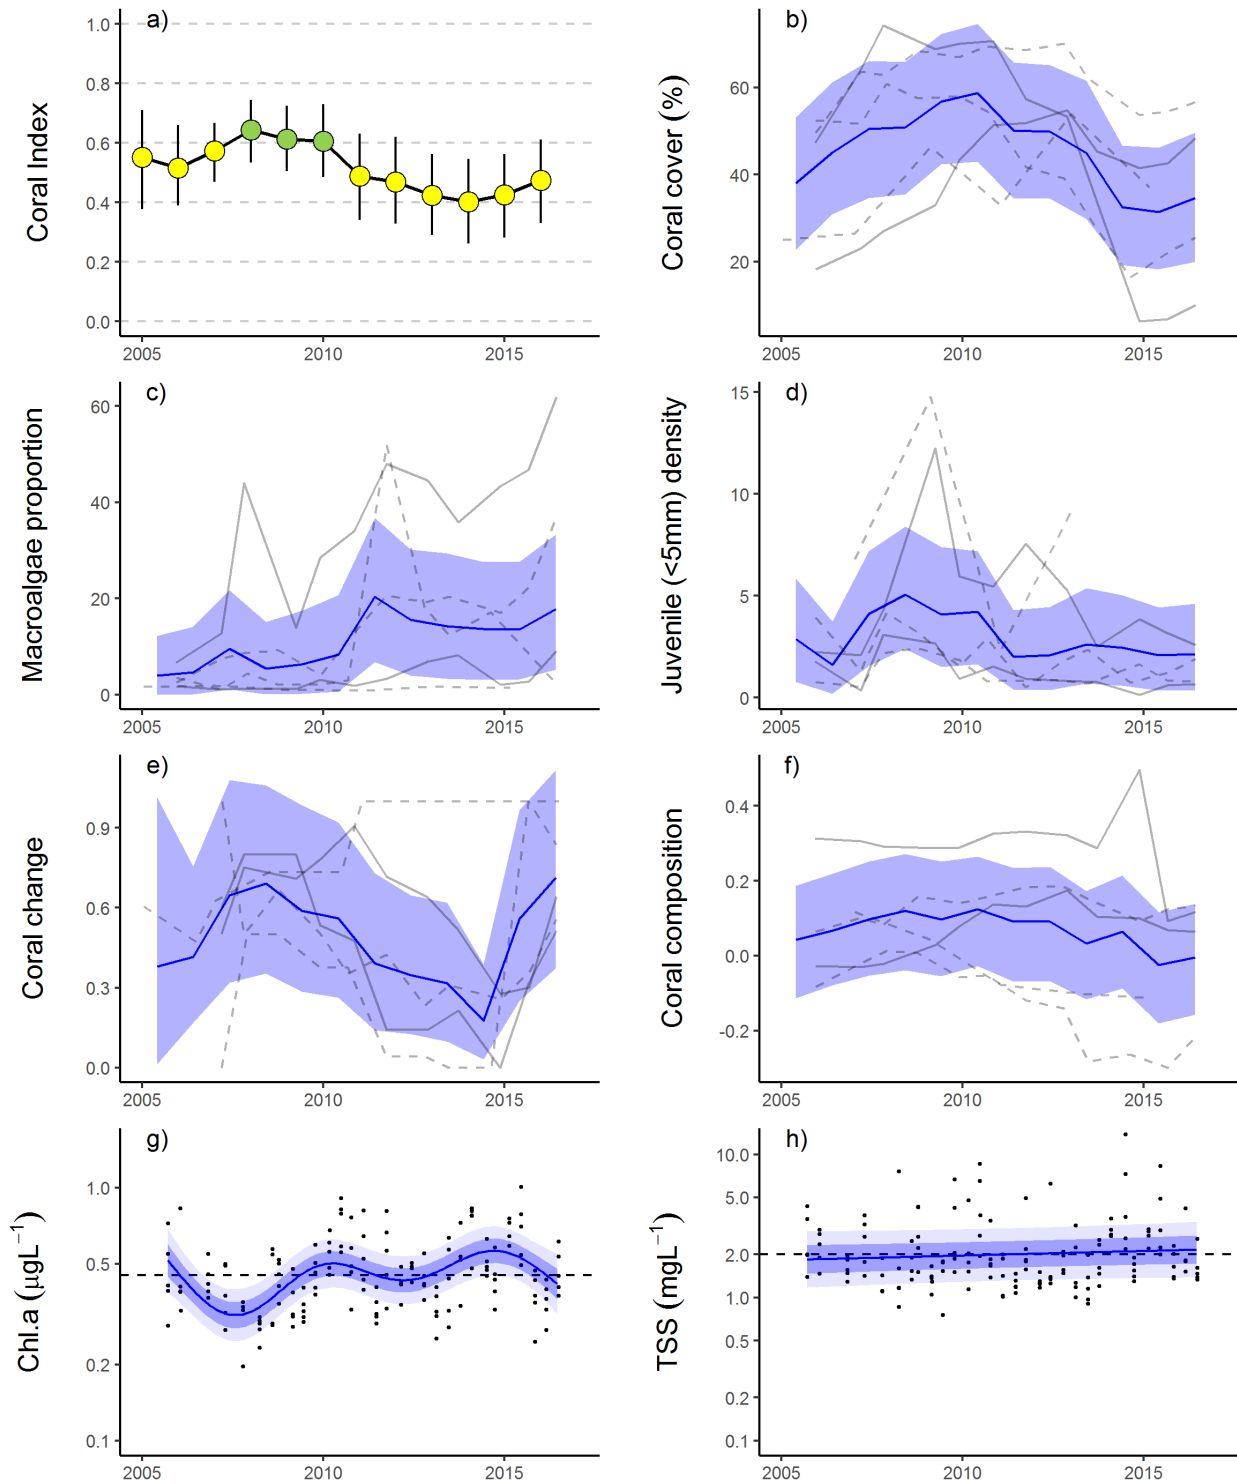 a)
Coral Index
1.0
0.8
0.6
0.4
0.2
0.0
2005 2010 2015
b)
Coral cover (%)
60
40
20
2005 2010 2015
c)
Macroalgae proportion
60
40
20
0
2005 2010 2015
d)
Juvenile (<5mm) density
15
10
5
0
2005 2010 2015
e)
Coral change
0.9
0.6
0.3
0.0
2005 2010 2015
f)
Coral composition
0.4
0.2
0.0
-0.2
2005 2010 2015
g)
Chl.a (μgL⁻¹)
1.0
0.5
0.2
0.1
2005 2010 2015
h)
TSS (mgL⁻¹)
10.0
5.0
2.0
1.0
0.5
0.2
0.1
2005 2010 2015